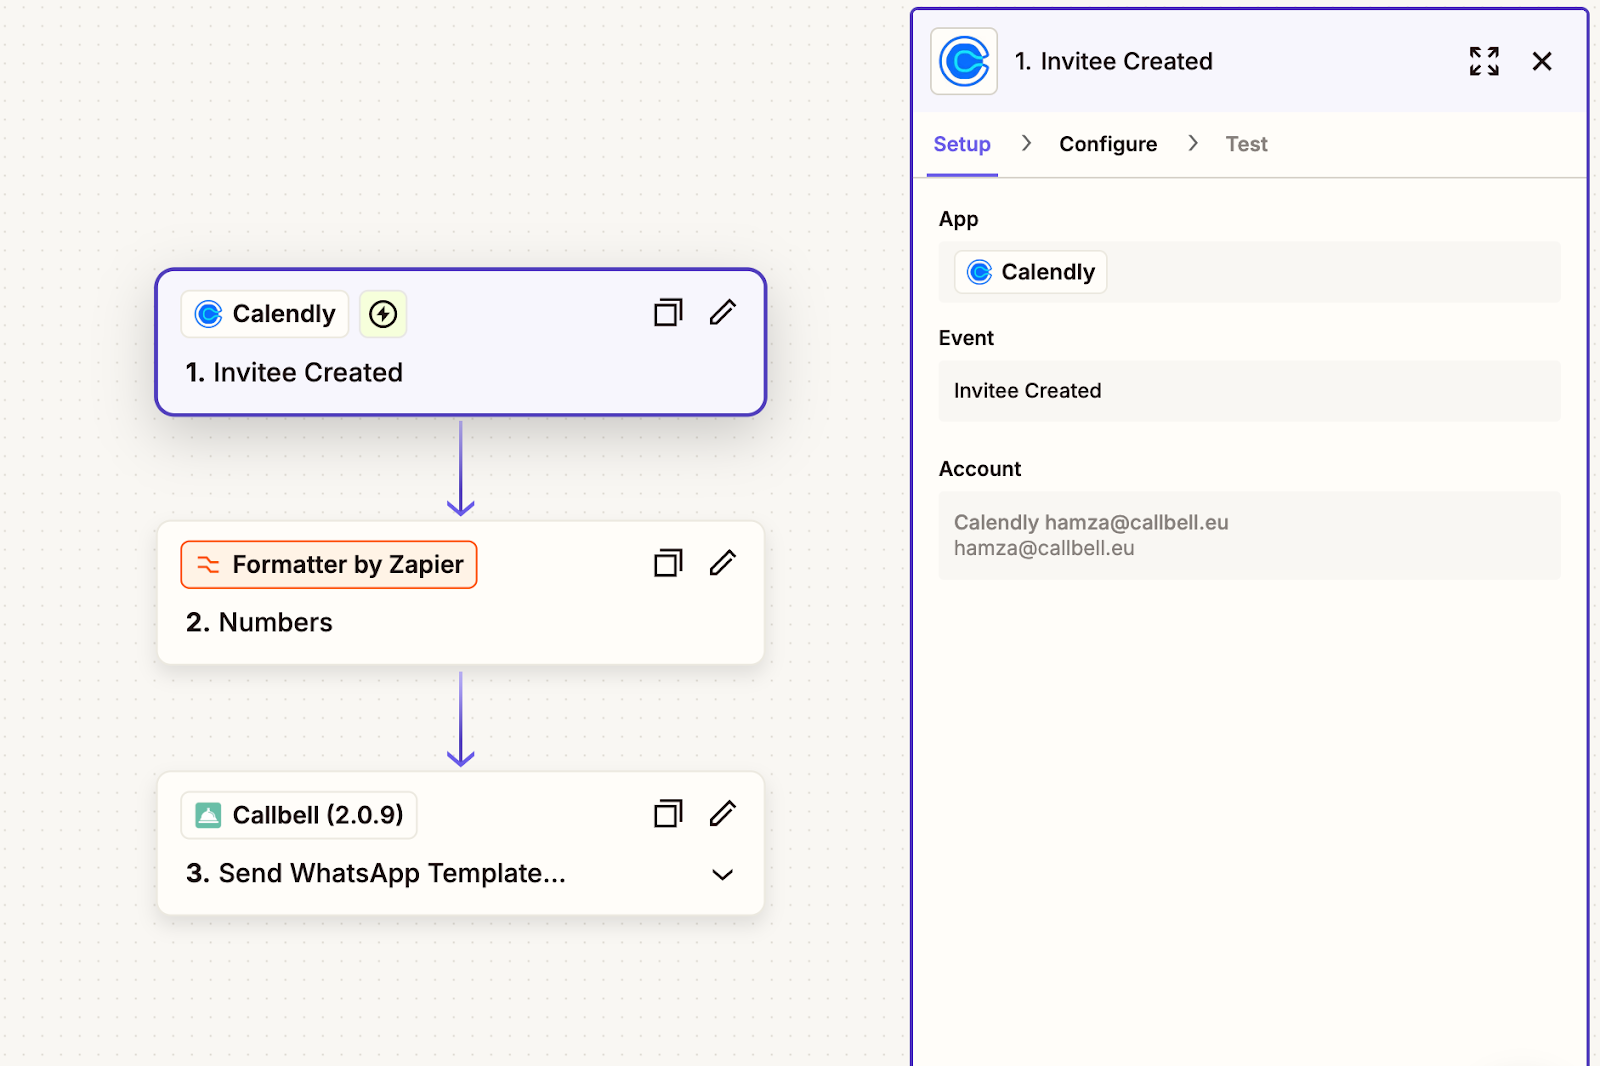 Calendly
1. Invitee Created
Formatter by Zapier
2. Numbers
Callbell (2.0.9)
3. Send WhatsApp Template...
1. Invitee Created
Setup
Configure
Test
App
Calendly
Event
Invitee Created
Account
Calendly hamza@callbell.eu
hamza@callbell.eu